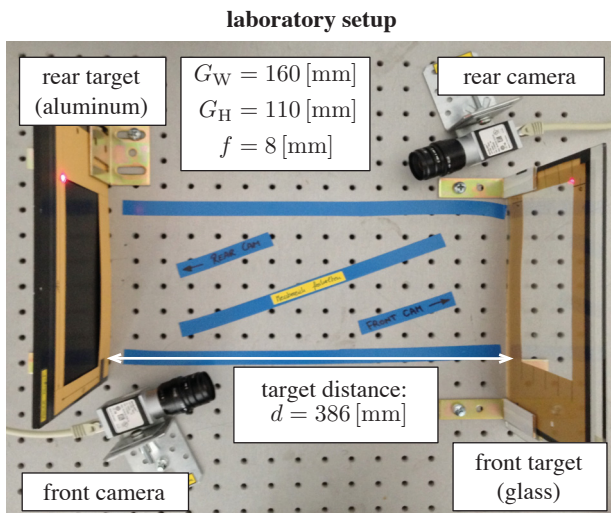 laboratory setup
rear target
(aluminum)
G_W = 160 [mm]
G_H = 110 [mm]
f = 8 [mm]
rear camera
← REAR CAM
FRONT CAM →
target distance:
d = 386 [mm]
front camera
front target
(glass)